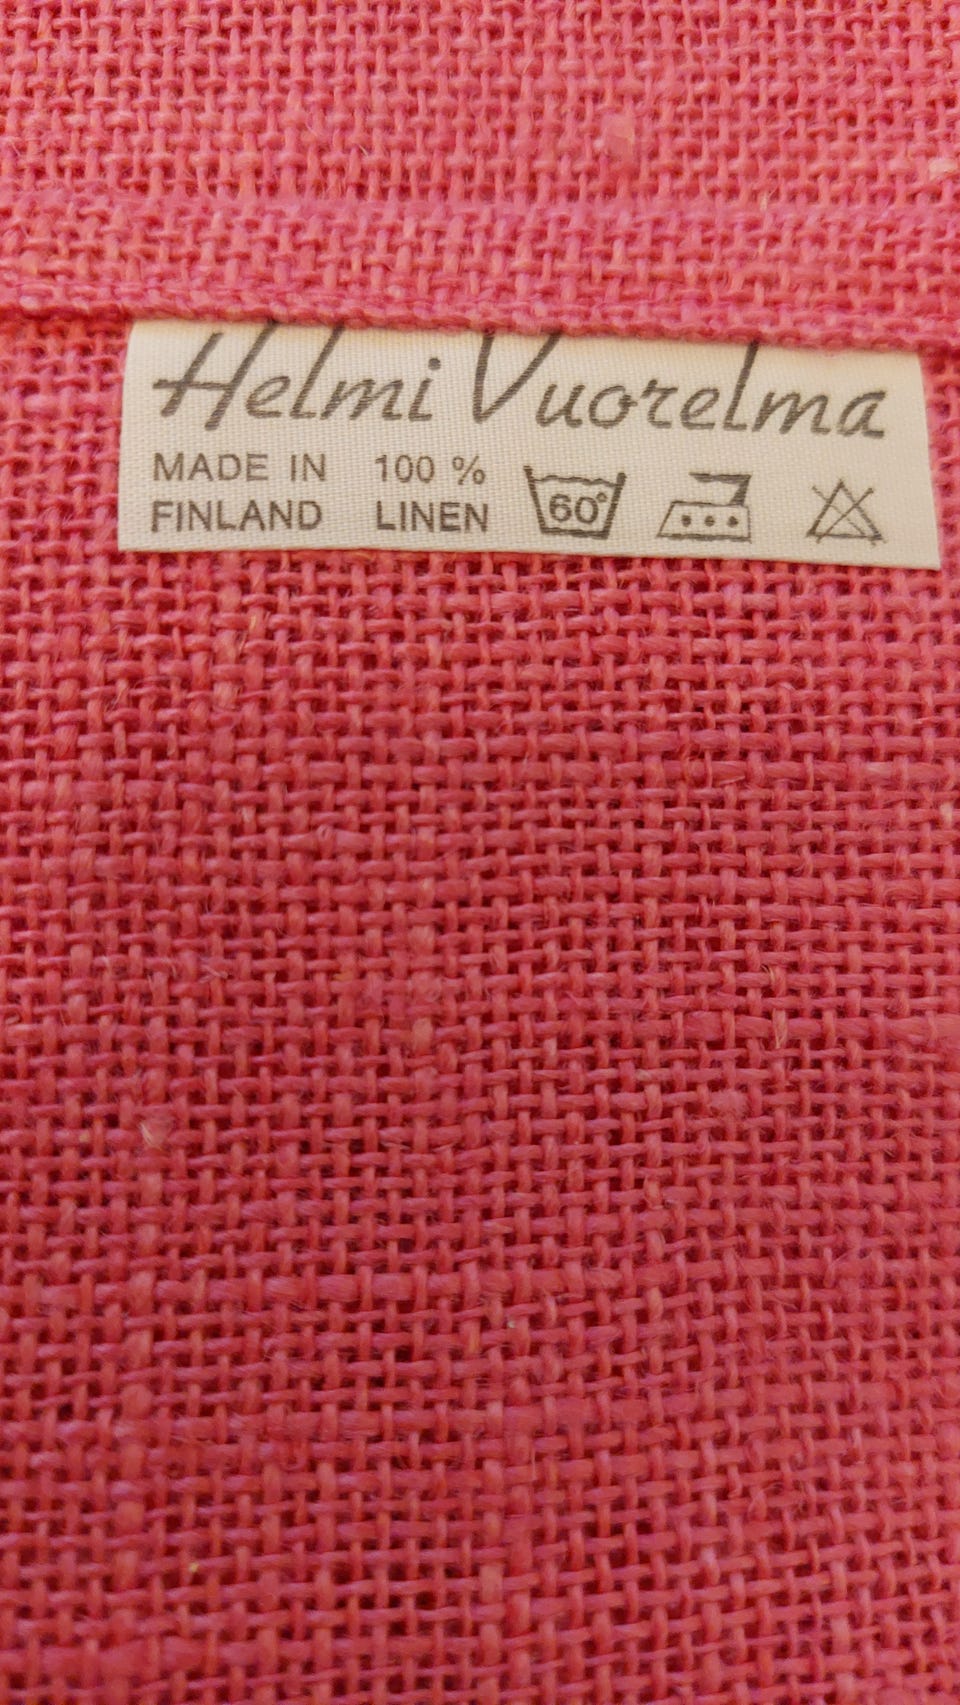 Helmi Vuorelma
MADE IN 100 %
FINLAND LINEN 60°